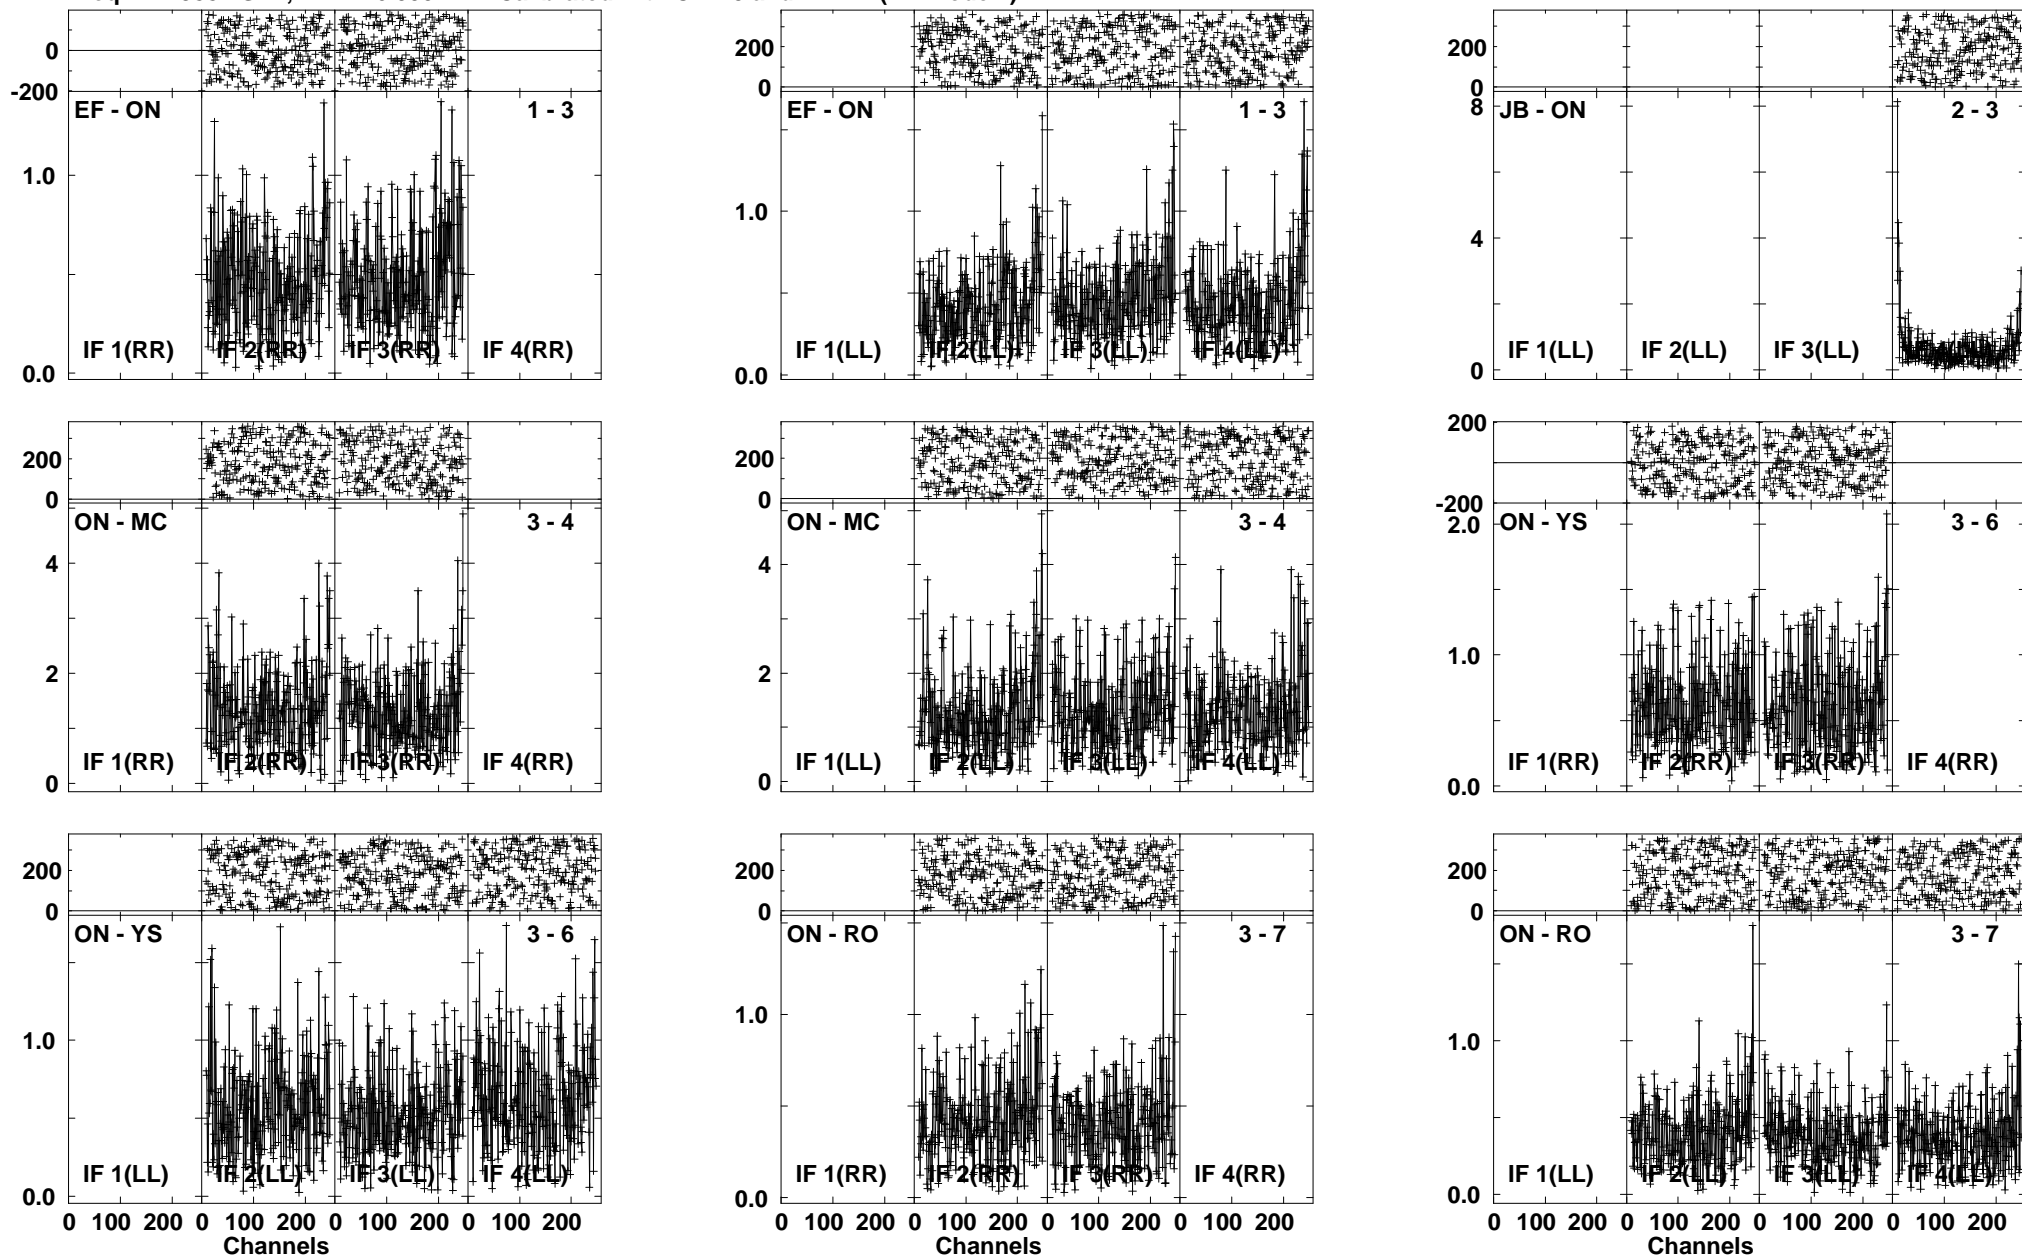 0
-200
EF - ON 1 - 3
1.0
0.0
IF 1(RR) IF 2(RR) IF 3(RR) IF 4(RR)
200
0
EF - ON 1 - 3
1.0
0.0
IF 1(LL) IF 2(LL) IF 3(LL) IF 4(LL)
200
0
JB - ON 2 - 3
8
4
0
IF 1(LL) IF 2(LL) IF 3(LL)
200
0
ON - MC 3 - 4
4
2
0
IF 1(RR) IF 2(RR) IF 3(RR) IF 4(RR)
200
0
ON - MC 3 - 4
4
2
0
IF 1(LL) IF 2(LL) IF 3(LL) IF 4(LL)
200
-200
ON - YS 3 - 6
2.0
1.0
0.0
IF 1(RR) IF 2(RR) IF 3(RR) IF 4(RR)
200
0
ON - YS 3 - 6
1.0
0.0
IF 1(LL) IF 2(LL) IF 3(LL) IF 4(LL)
0 100 200 0 100 200 0 100 200 0 100 200
Channels
200
0
ON - RO 3 - 7
1.0
0.0
IF 1(RR) IF 2(RR) IF 3(RR) IF 4(RR)
0 100 200 0 100 200 0 100 200 0 100 200
Channels
200
0
ON - RO 3 - 7
1.0
0.0
IF 1(LL) IF 2(LL) IF 3(LL) IF 4(LL)
0 100 200 0 100 200 0 100 200 0 100 200
Channels